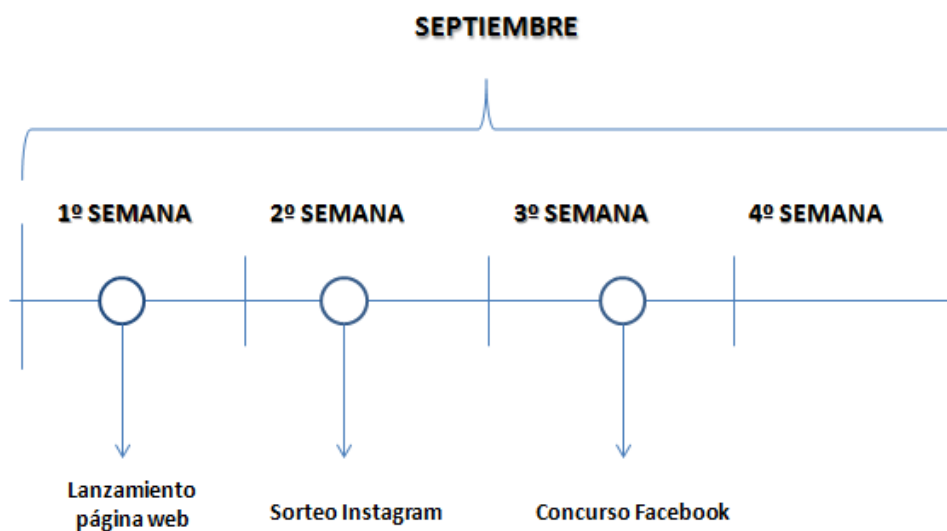 SEPTIEMBRE
1º SEMANA
2º SEMANA
3º SEMANA
4º SEMANA
Lanzamiento
página web
Sorteo Instagram
Concurso Facebook